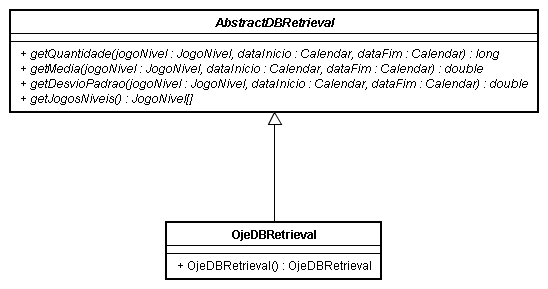 AbstractDBRetrieval
+ getQuantidade(jogoNivel : JogoNivel, dataInicio : Calendar, dataFim : Calendar) : long
+ getMedia(jogoNivel : JogoNivel, dataInicio : Calendar, dataFim : Calendar) : double
+ getDesvioPadrao(jogoNivel : JogoNivel, dataInicio : Calendar, dataFim : Calendar) : double
+ getJogosNiveis() : JogoNivel[]
OjeDBRetrieval
+ OjeDBRetrieval() : OjeDBRetrieval